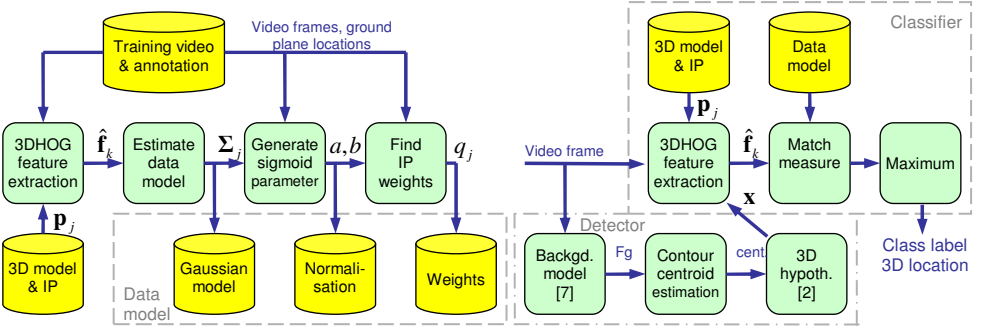 Training video
& annotation
Video frames, ground
plane locations
3DHOG
feature
extraction
f̂_k
Estimate
data
model
Σ_j
Generate
sigmoid
parameter
a,b
Find
IP
weights
q_j
p_j
3D model
& IP
Gaussian
model
Normali-
sation
Weights
Data
model
Classifier
3D model
& IP
Data
model
p_j
Video frame
3DHOG
feature
extraction
f̂_k
Match
measure
Maximum
x
Detector
Backgd.
model
[7]
Fg
Contour
centroid
estimation
cent.
3D
hypoth.
[2]
Class label
3D location